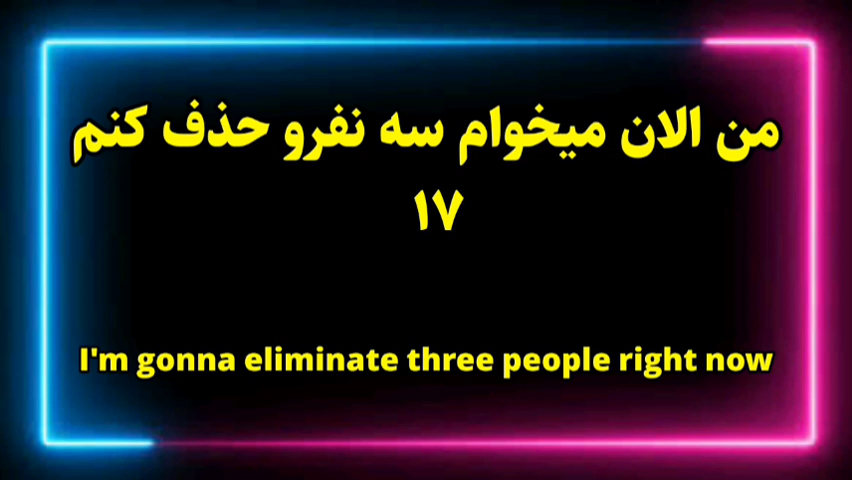 من الان میخوام سه نفرو حذف کنم
۱۷
I'm gonna eliminate three people right now